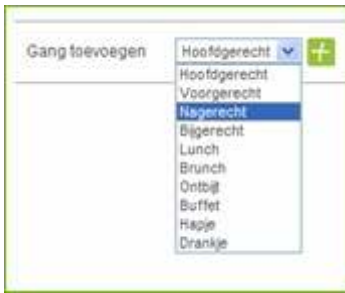 Gang toevoegen Hoofdgerecht
Hoofdgerecht
Voorgerecht
Nagerecht
Bijgerecht
Lunch
Brunch
Ontbijt
Buffet
Hapje
Drankje